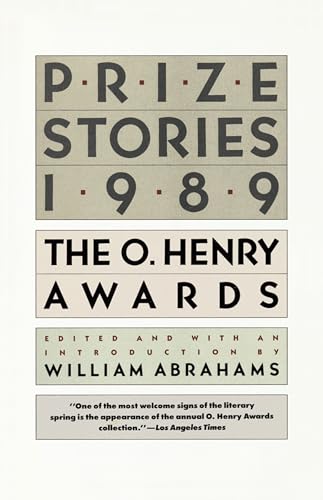 P·R·I·Z·E
STORIES
1·9·8·9
THE O. HENRY
AWARDS
EDITED AND WITH AN
INTRODUCTION BY
WILLIAM ABRAHAMS
"One of the most welcome signs of the literary
spring is the appearance of the annual O. Henry Awards
collection."—Los Angeles Times